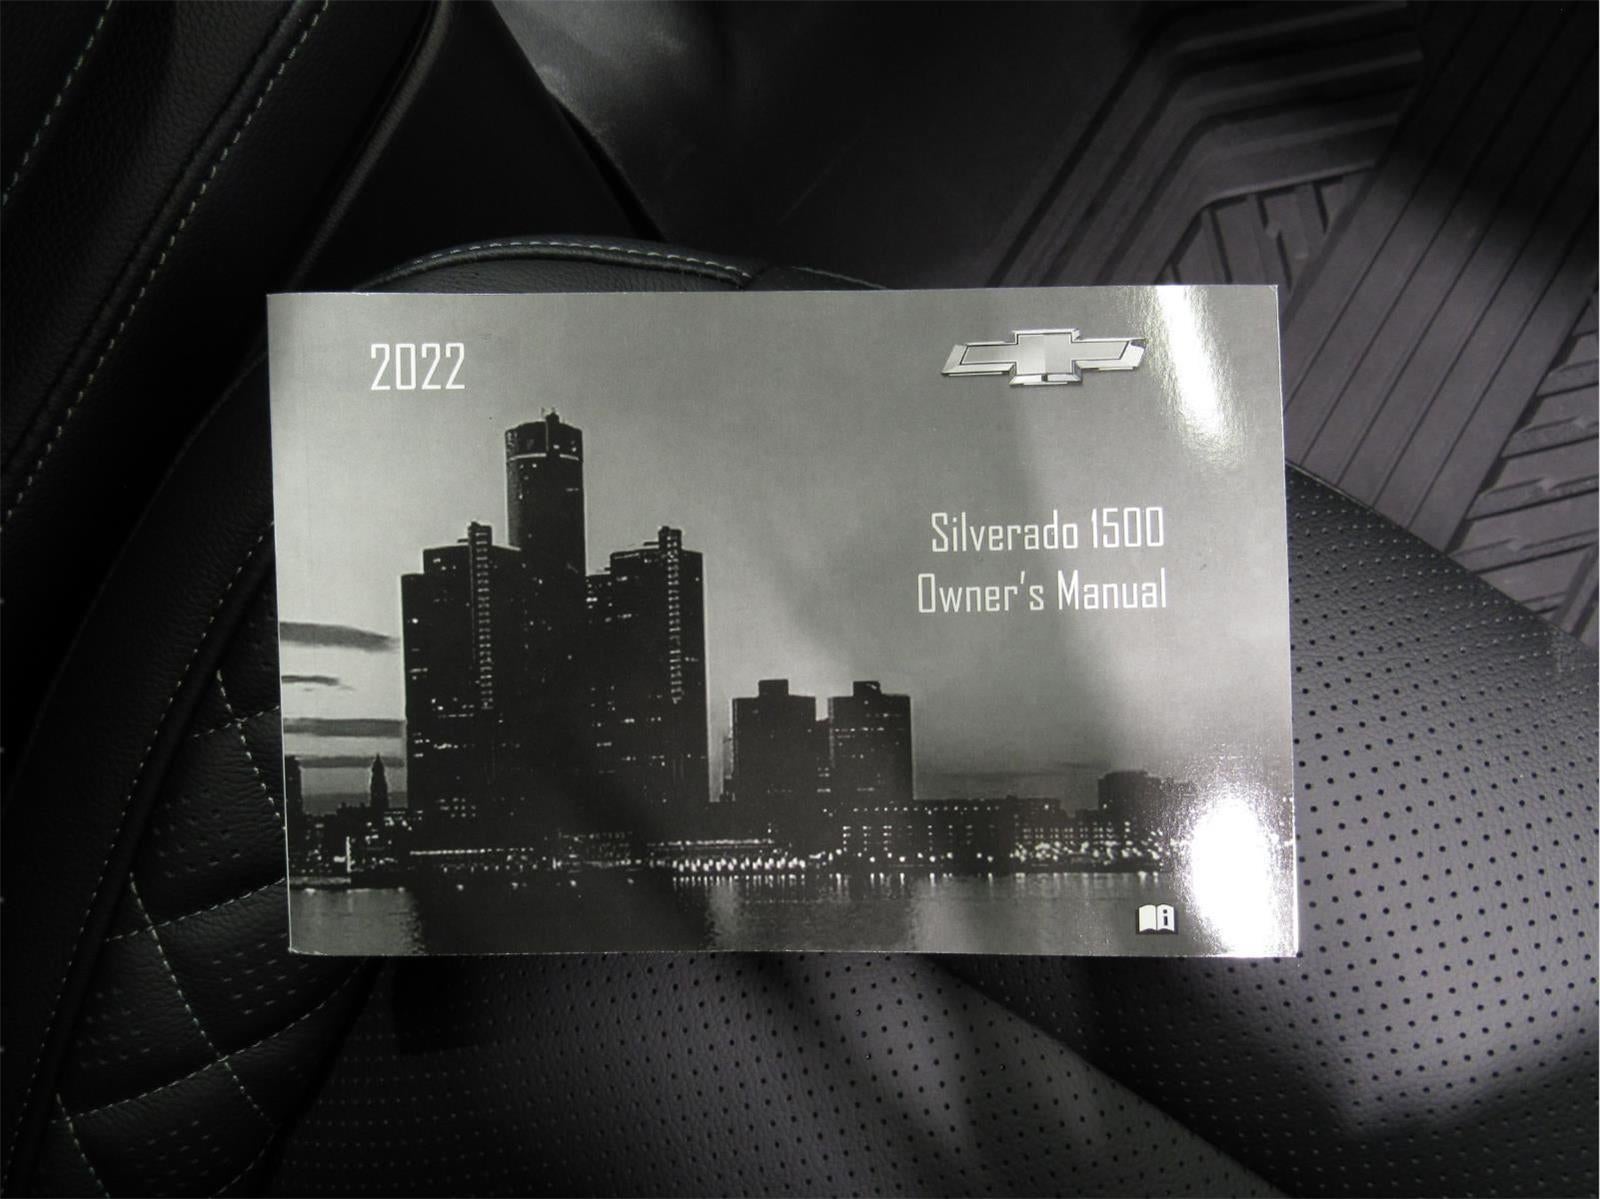 2022
Silverado 1500
Owner's Manual
i